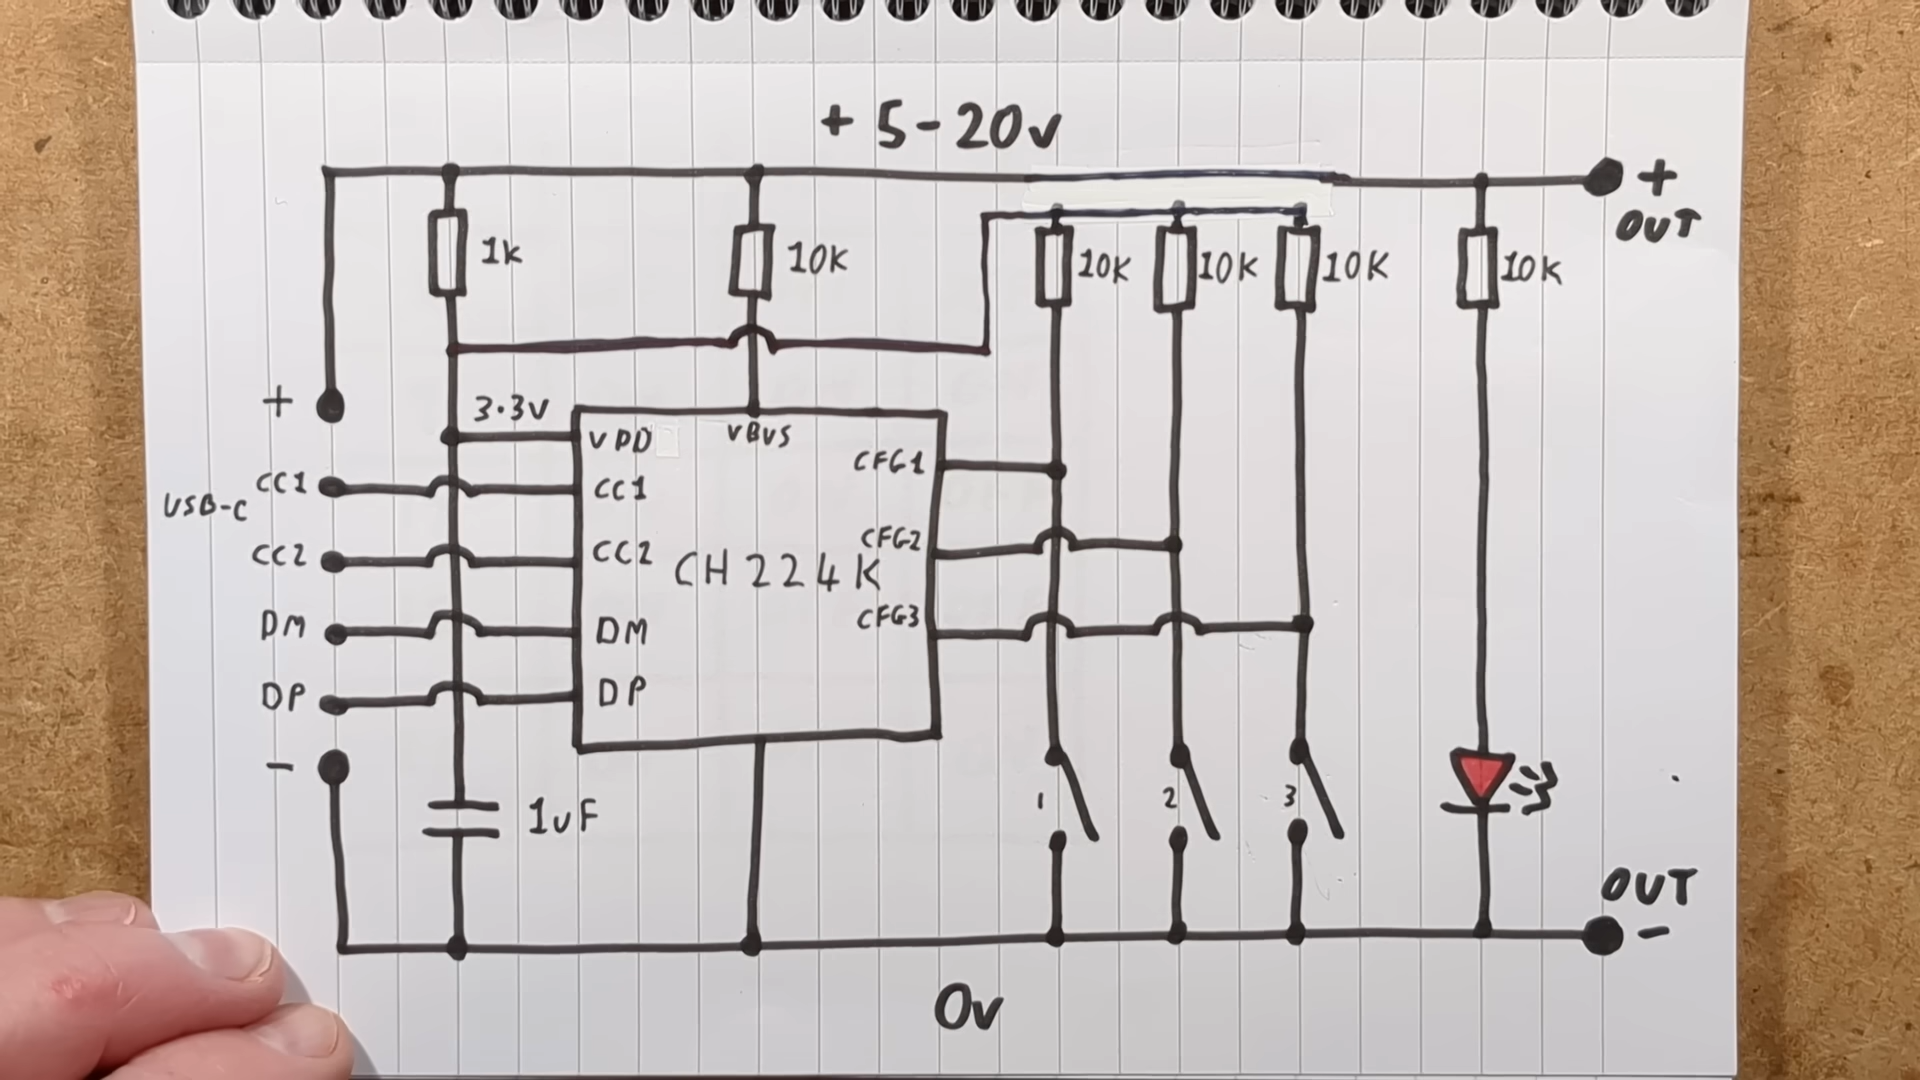 + 5-20v
+
OUT
1k
10K
10K
10K
10K
10K
+
3.3V
VDD
VBUS
CFG1
CC1
CC1
USB-C
CFG2
CC2
CC2
CH224K
CFG3
DM
DM
DP
DP
-
1
2
3
1uF
OUT
-
0v